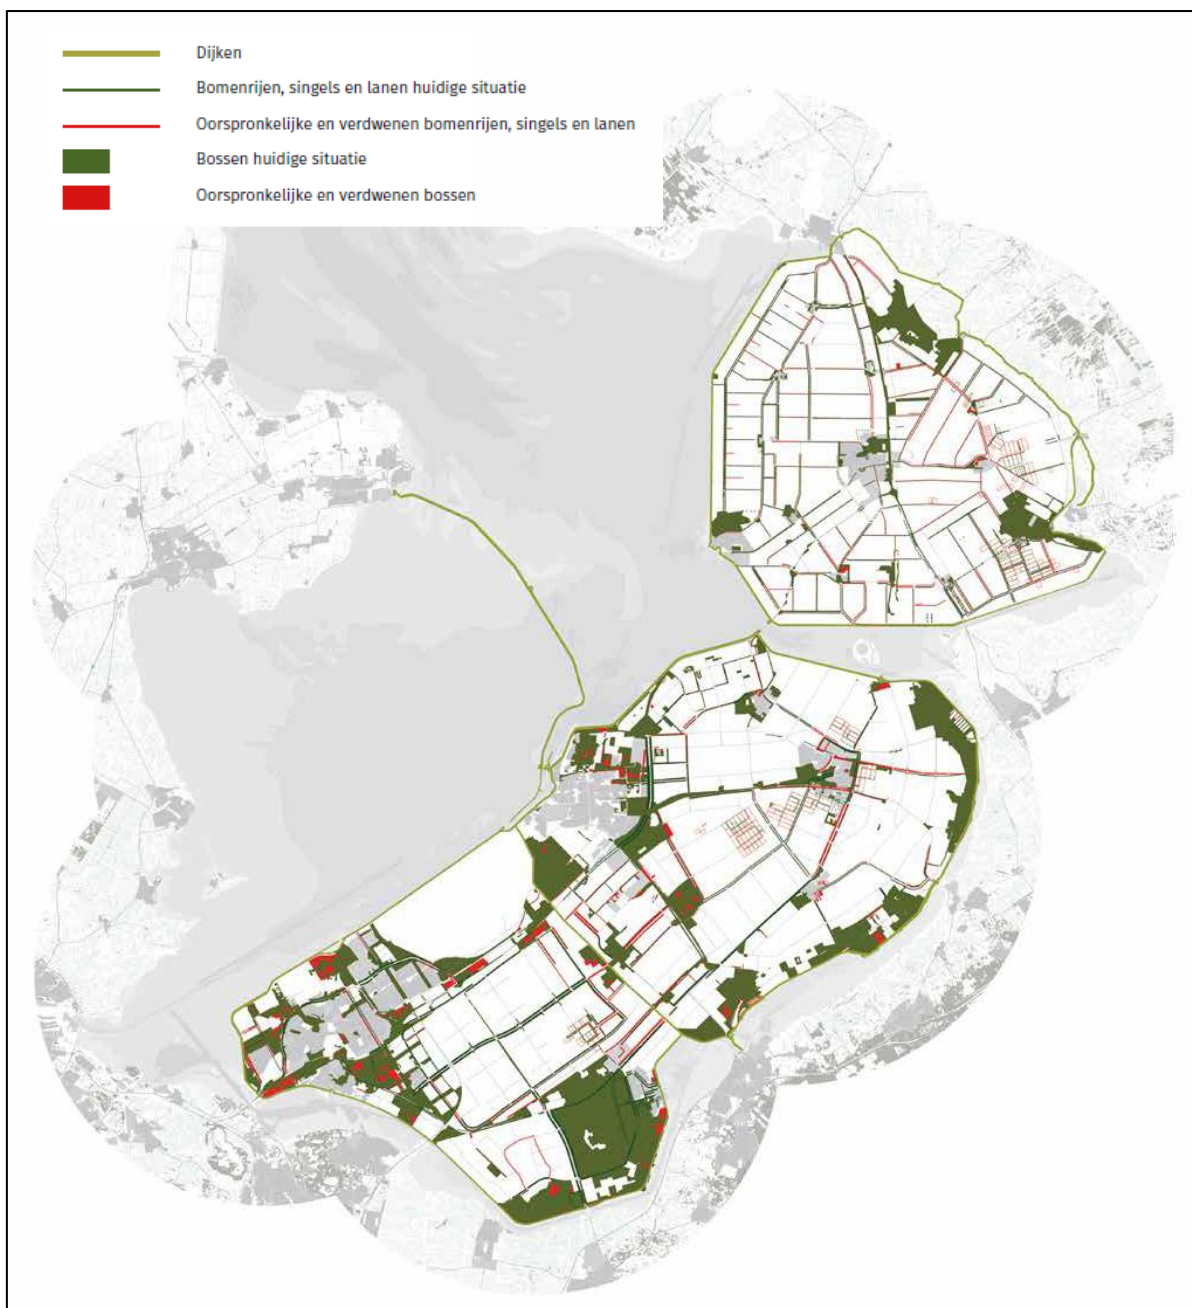 Dijken
Bomenrijen, singels en lanen huidige situatie
Oorspronkelijke en verdwenen bomenrijen, singels en lanen
Bossen huidige situatie
Oorspronkelijke en verdwenen bossen